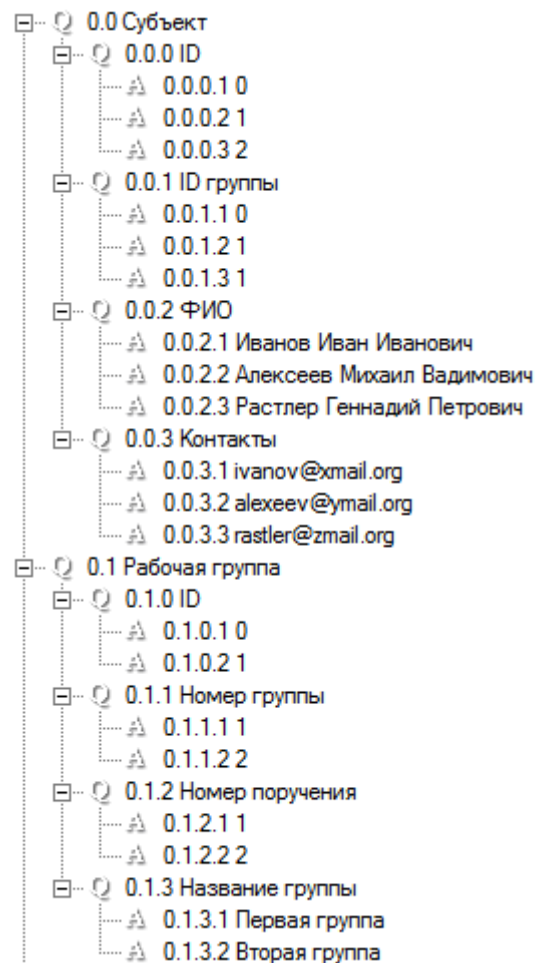 Q 0.0 Субъект
Q 0.0.0 ID
A 0.0.0.1 0
A 0.0.0.2 1
A 0.0.0.3 2
Q 0.0.1 ID группы
A 0.0.1.1 0
A 0.0.1.2 1
A 0.0.1.3 1
Q 0.0.2 ФИО
A 0.0.2.1 Иванов Иван Иванович
A 0.0.2.2 Алексеев Михаил Вадимович
A 0.0.2.3 Растлер Геннадий Петрович
Q 0.0.3 Контакты
A 0.0.3.1 ivanov@xmail.org
A 0.0.3.2 alexeev@ymail.org
A 0.0.3.3 rastler@zmail.org
Q 0.1 Рабочая группа
Q 0.1.0 ID
A 0.1.0.1 0
A 0.1.0.2 1
Q 0.1.1 Номер группы
A 0.1.1.1 1
A 0.1.1.2 2
Q 0.1.2 Номер поручения
A 0.1.2.1 1
A 0.1.2.2 2
Q 0.1.3 Название группы
A 0.1.3.1 Первая группа
A 0.1.3.2 Вторая группа